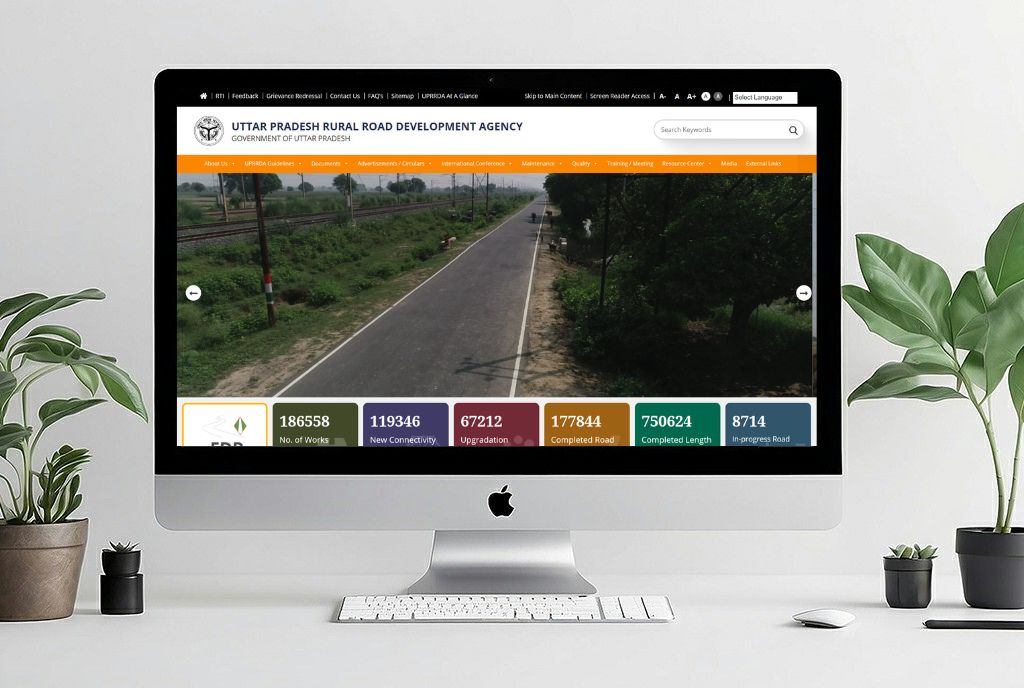 RTI | Feedback | Grievance Redressal | Contact Us | FAQ's | Sitemap | UPRRDA At A Glance
Skip to Main Content | Screen Reader Access | A- A A+ A A | Select Language
UTTAR PRADESH RURAL ROAD DEVELOPMENT AGENCY
GOVERNMENT OF UTTAR PRADESH
Search Keywords
About Us UPRRDA Guidelines Documents Advertisements / Circulars International Conference Maintenance Quality Training / Meeting Resource Center Media External Links
186558 119346 67212 177844 750624 8714
No. of Works New Connectivity Upgradation Completed Road Completed Length In-progress Road